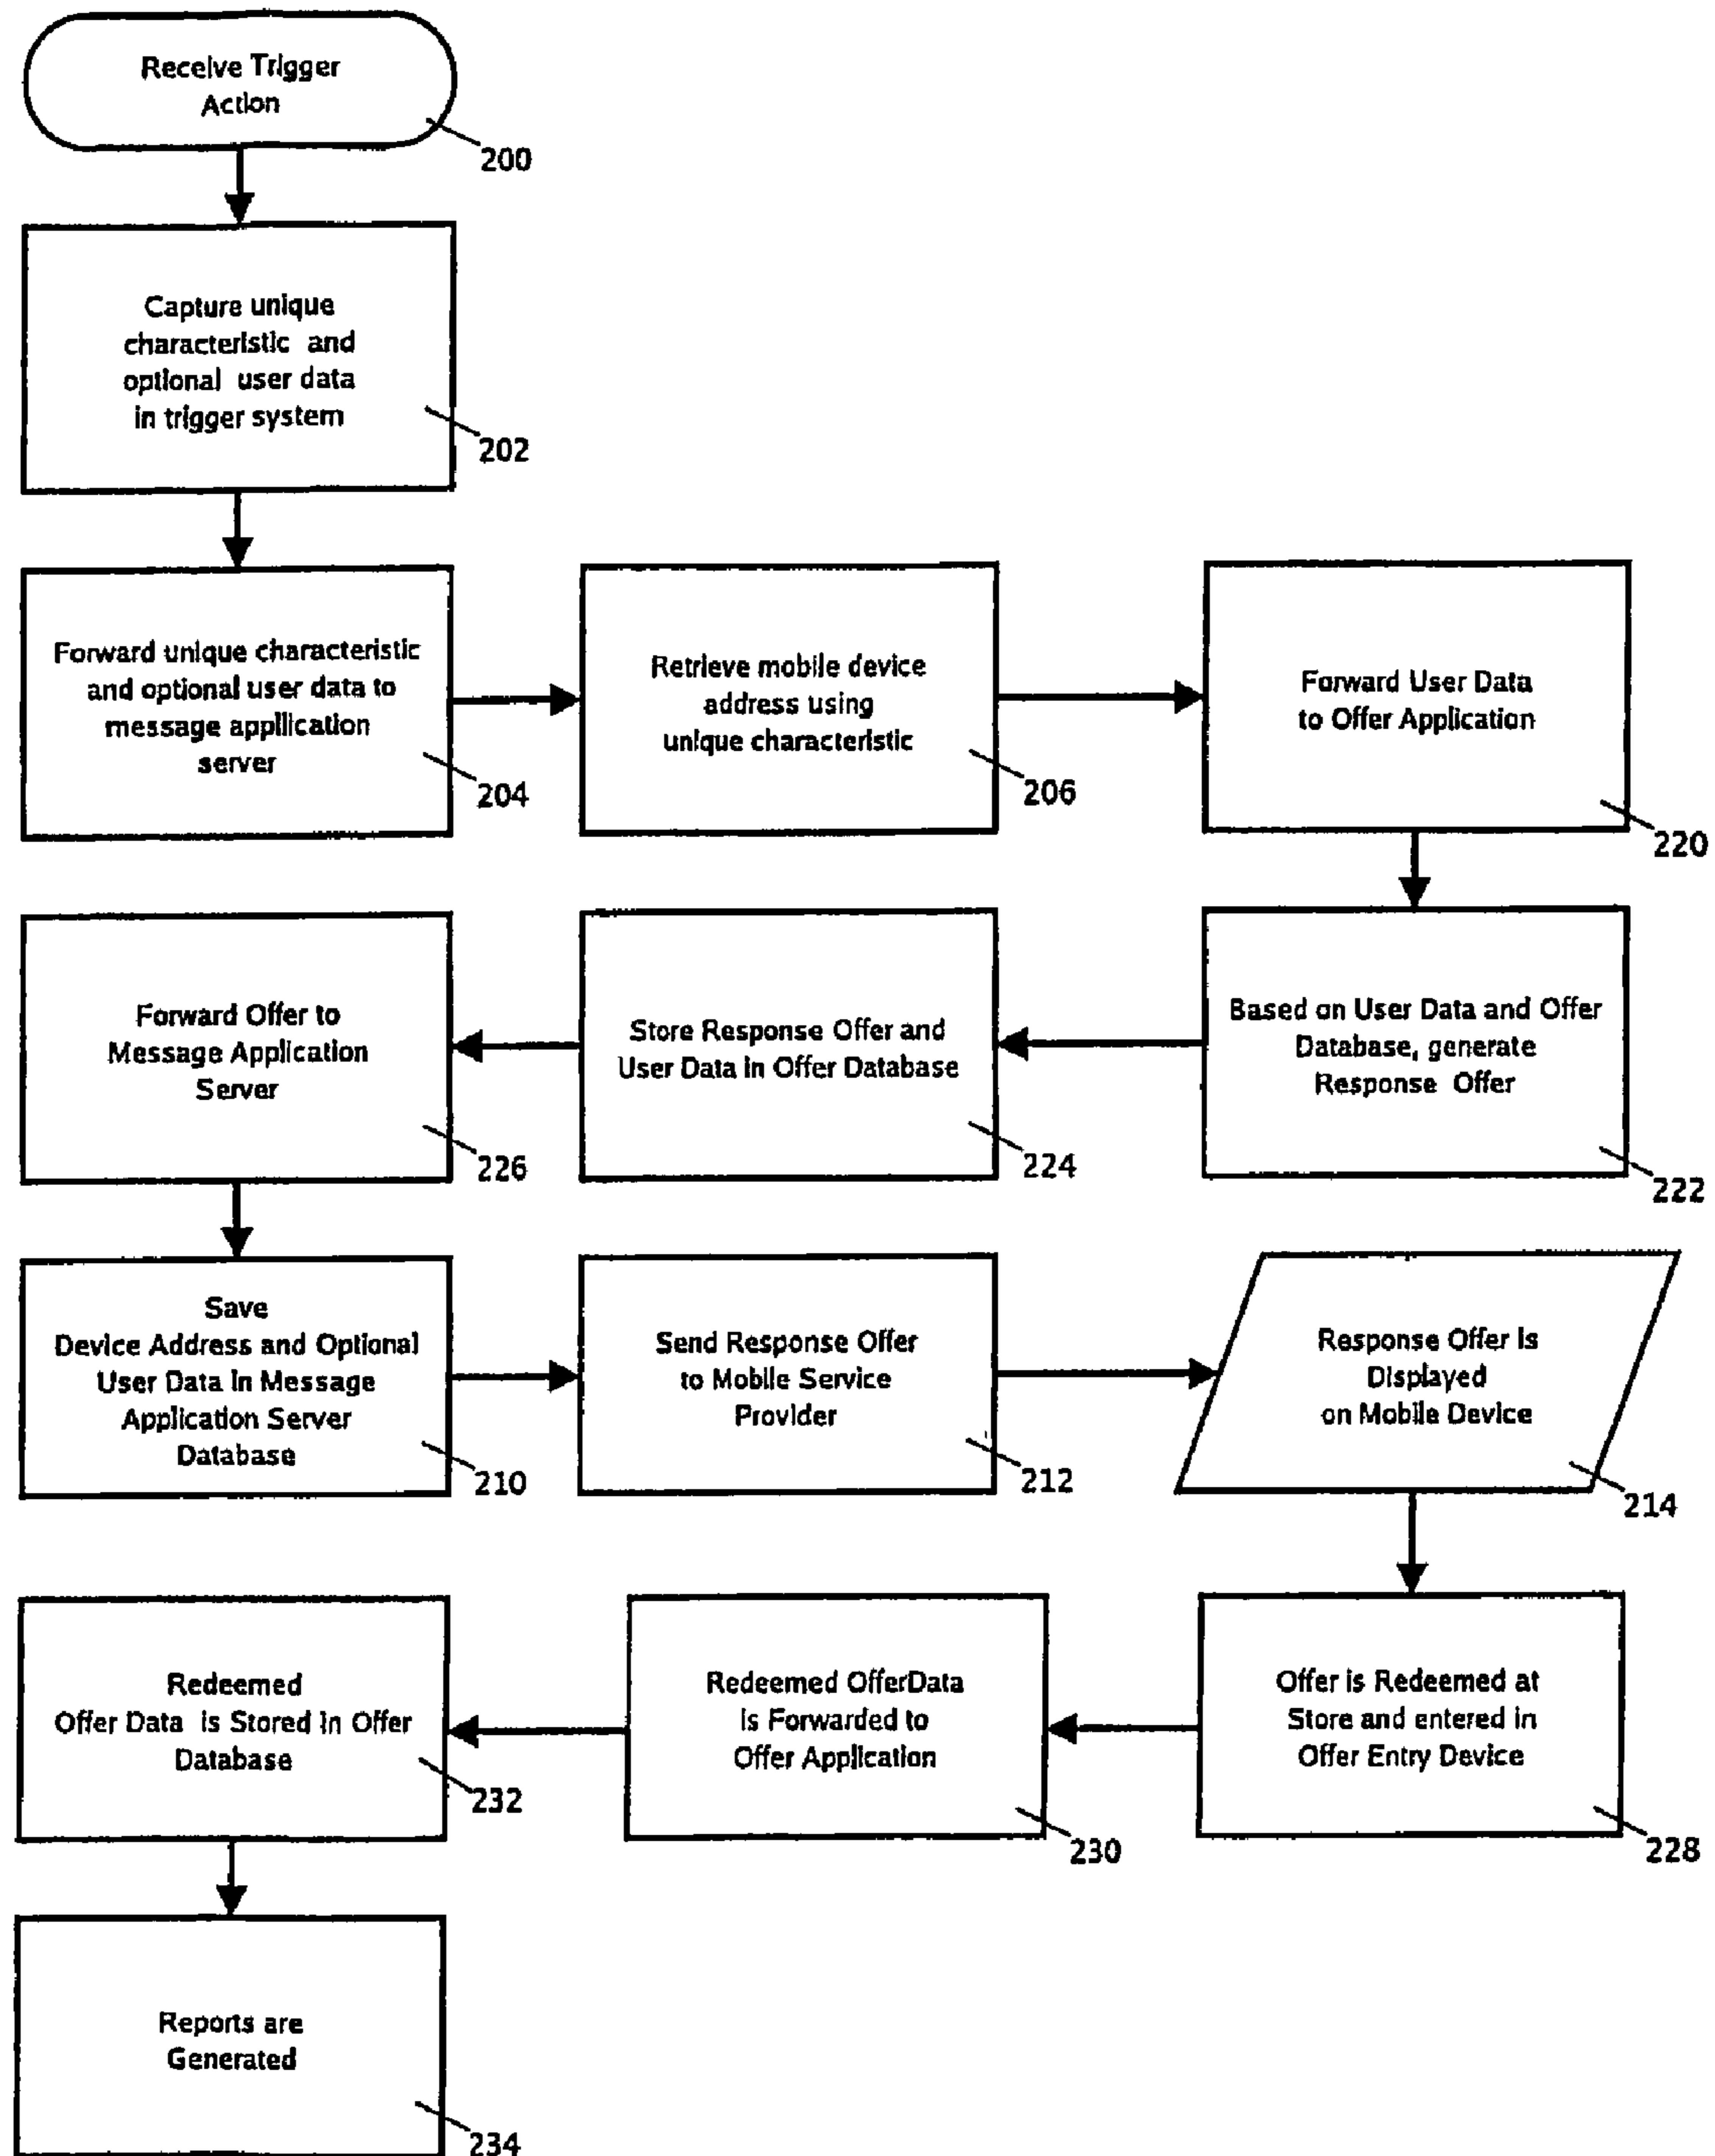 Receive Trigger
Action
200
Capture unique
characteristic and
optional user data
in trigger system
202
Forward unique characteristic
and optional user data to
message application
server
204
Retrieve mobile device
address using
unique characteristic
206
Forward User Data
to Offer Application
220
Based on User Data and Offer
Database, generate
Response Offer
222
Store Response Offer and
User Data in Offer Database
224
Forward Offer to
Message Application
Server
226
Save
Device Address and Optional
User Data in Message
Application Server
Database
210
Send Response Offer
to Mobile Service
Provider
212
Response Offer is
Displayed
on Mobile Device
214
Offer is Redeemed at
Store and entered in
Offer Entry Device
228
Redeemed OfferData
is Forwarded to
Offer Application
230
Redeemed
Offer Data is Stored in Offer
Database
232
Reports are
Generated
234